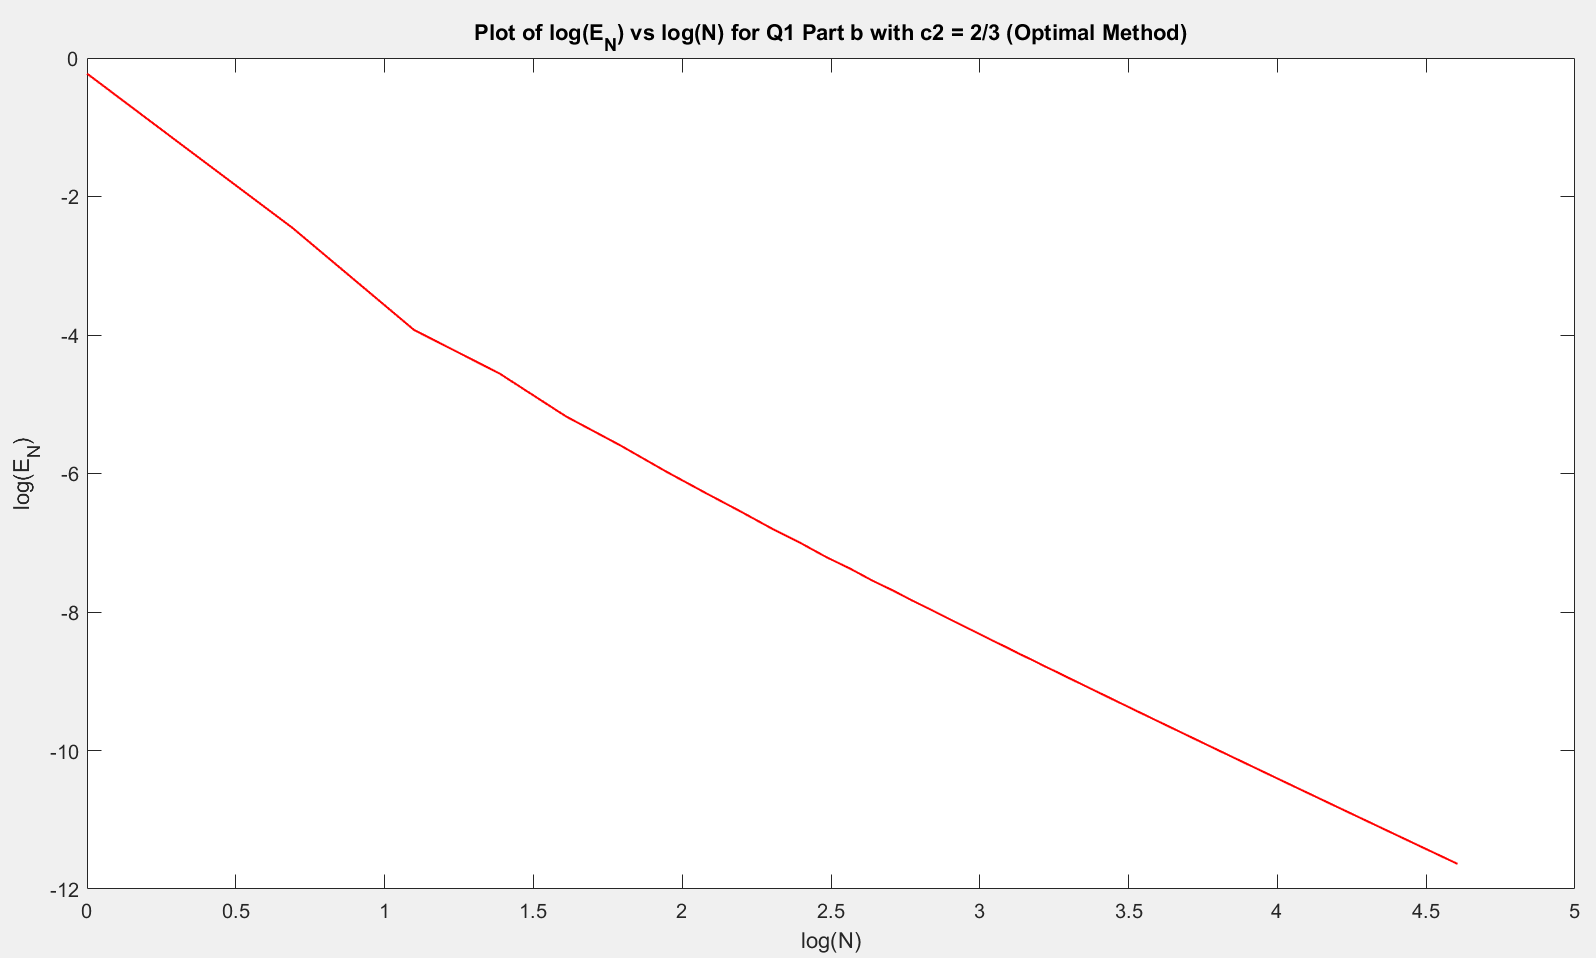 Plot of log(E_N) vs log(N) for Q1 Part b with c2 = 2/3 (Optimal Method)
0
-2
-4
-6
-8
-10
-12
log(E_N)
0 0.5 1 1.5 2 2.5 3 3.5 4 4.5 5
log(N)